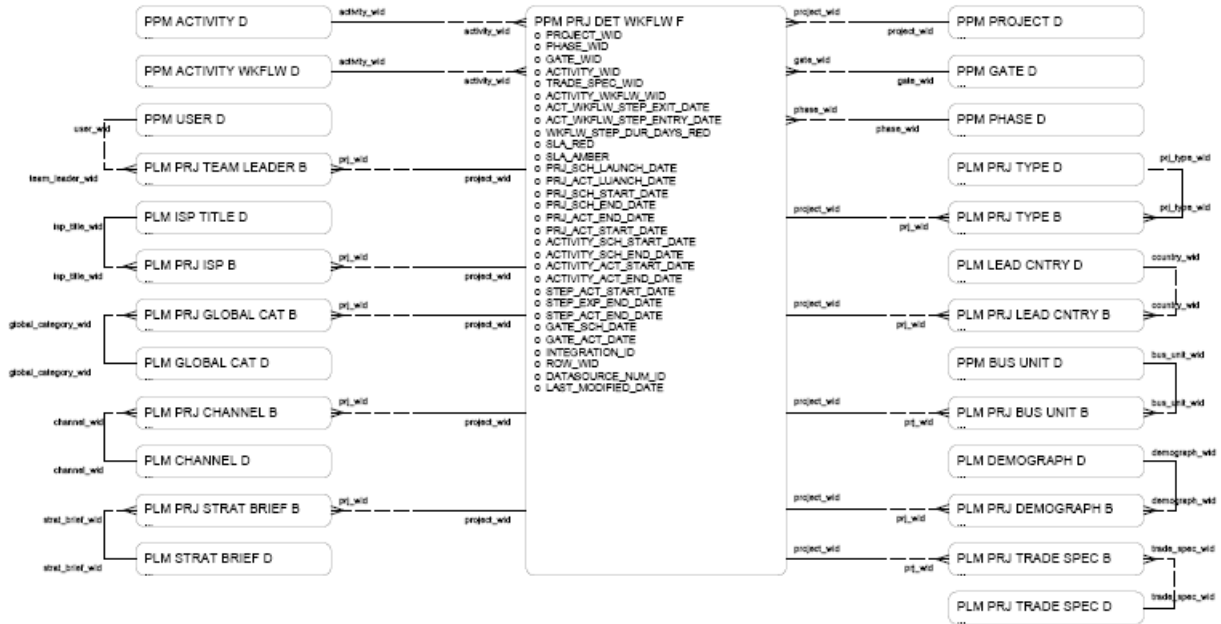 PPM ACTIVITY D
...
activity_wid
activity_wid
PPM ACTIVITY WKFLW D
...
activity_wid
activity_wid
PPM USER D
...
user_wid
PLM PRJ TEAM LEADER B
...
team_leader_wid
prj_wid
project_wid
PLM ISP TITLE D
...
isp_title_wid
PLM PRJ ISP B
...
isp_title_wid
prj_wid
project_wid
PLM PRJ GLOBAL CAT B
...
global_category_wid
prj_wid
project_wid
PLM GLOBAL CAT D
...
global_category_wid
PLM PRJ CHANNEL B
...
channel_wid
prj_wid
project_wid
PLM CHANNEL D
...
channel_wid
PLM PRJ STRAT BRIEF B
...
strat_brief_wid
prj_wid
project_wid
PLM STRAT BRIEF D
...
strat_brief_wid
PPM PRJ DET WKFLW F
o PROJECT_WID
o PHASE_WID
o GATE_WID
o ACTIVITY_WID
o TRADE_SPEC_WID
o ACTIVITY_WKFLW_WID
o ACT_WKFLW_STEP_EXIT_DATE
o ACT_WKFLW_STEP_ENTRY_DATE
o WKFLW_STEP_DUR_DAYS_RED
o SLA_RED
o SLA_AMBER
o PRJ_SCH_LAUNCH_DATE
o PRJ_ACT_LUANCH_DATE
o PRJ_SCH_START_DATE
o PRJ_SCH_END_DATE
o PRJ_ACT_END_DATE
o PRJ_ACT_START_DATE
o ACTIVITY_SCH_START_DATE
o ACTIVITY_SCH_END_DATE
o ACTIVITY_ACT_START_DATE
o ACTIVITY_ACT_END_DATE
o STEP_ACT_START_DATE
o STEP_EXP_END_DATE
o STEP_ACT_END_DATE
o GATE_SCH_DATE
o GATE_ACT_DATE
o INTEGRATION_ID
o ROW_WID
o DATASOURCE_NUM_ID
o LAST_MODIFIED_DATE
project_wid
project_wid
PPM PROJECT D
...
gate_wid
gate_wid
PPM GATE D
...
phase_wid
phase_wid
PPM PHASE D
...
PLM PRJ TYPE D
...
prj_type_wid
project_wid
prj_wid
PLM PRJ TYPE B
...
prj_type_wid
PLM LEAD CNTRY D
...
country_wid
project_wid
prj_wid
PLM PRJ LEAD CNTRY B
...
country_wid
PPM BUS UNIT D
...
bus_unit_wid
project_wid
prj_wid
PLM PRJ BUS UNIT B
...
bus_unit_wid
PLM DEMOGRAPH D
...
demograph_wid
project_wid
prj_wid
PLM PRJ DEMOGRAPH B
...
demograph_wid
project_wid
prj_wid
PLM PRJ TRADE SPEC B
...
trade_spec_wid
PLM PRJ TRADE SPEC D
...
trade_spec_wid